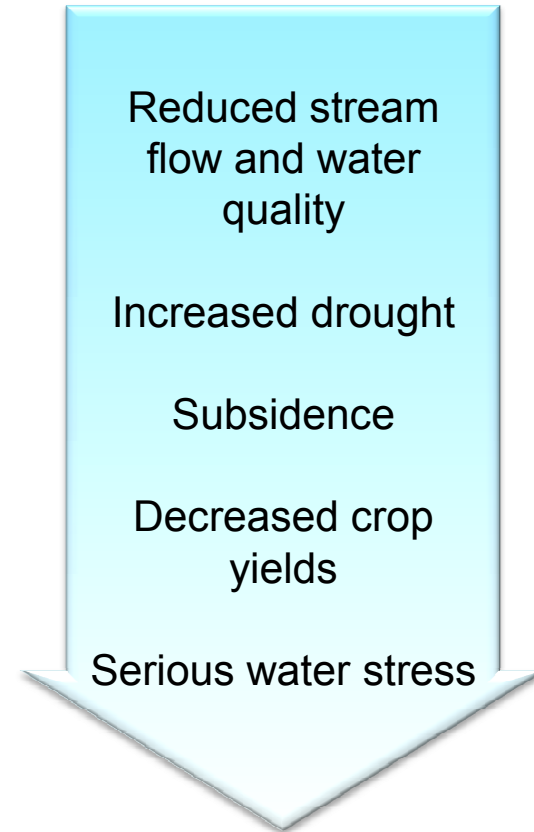 Reduced stream
flow and water
quality
Increased drought
Subsidence
Decreased crop
yields
Serious water stress